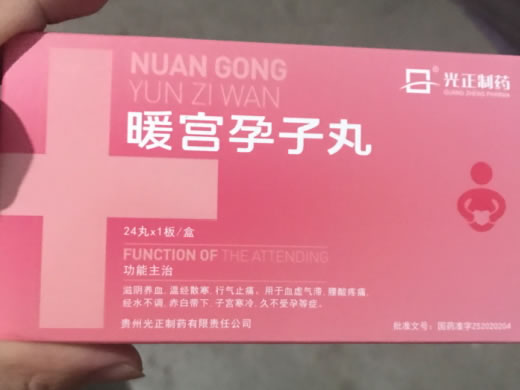 NUAN GONG
YUN ZI WAN
光正制药
GUANG ZHENG PHARMA
暖宫孕子丸
24丸x1板/盒
FUNCTION OF THE ATTENDING
功能主治
滋阴养血,温经散寒,行气止痛。用于血虚气滞,腰酸疼痛,
经水不调,赤白带下,子宫寒冷,久不受孕等症。
贵州光正制药有限责任公司
批准文号:国药准字Z52020204